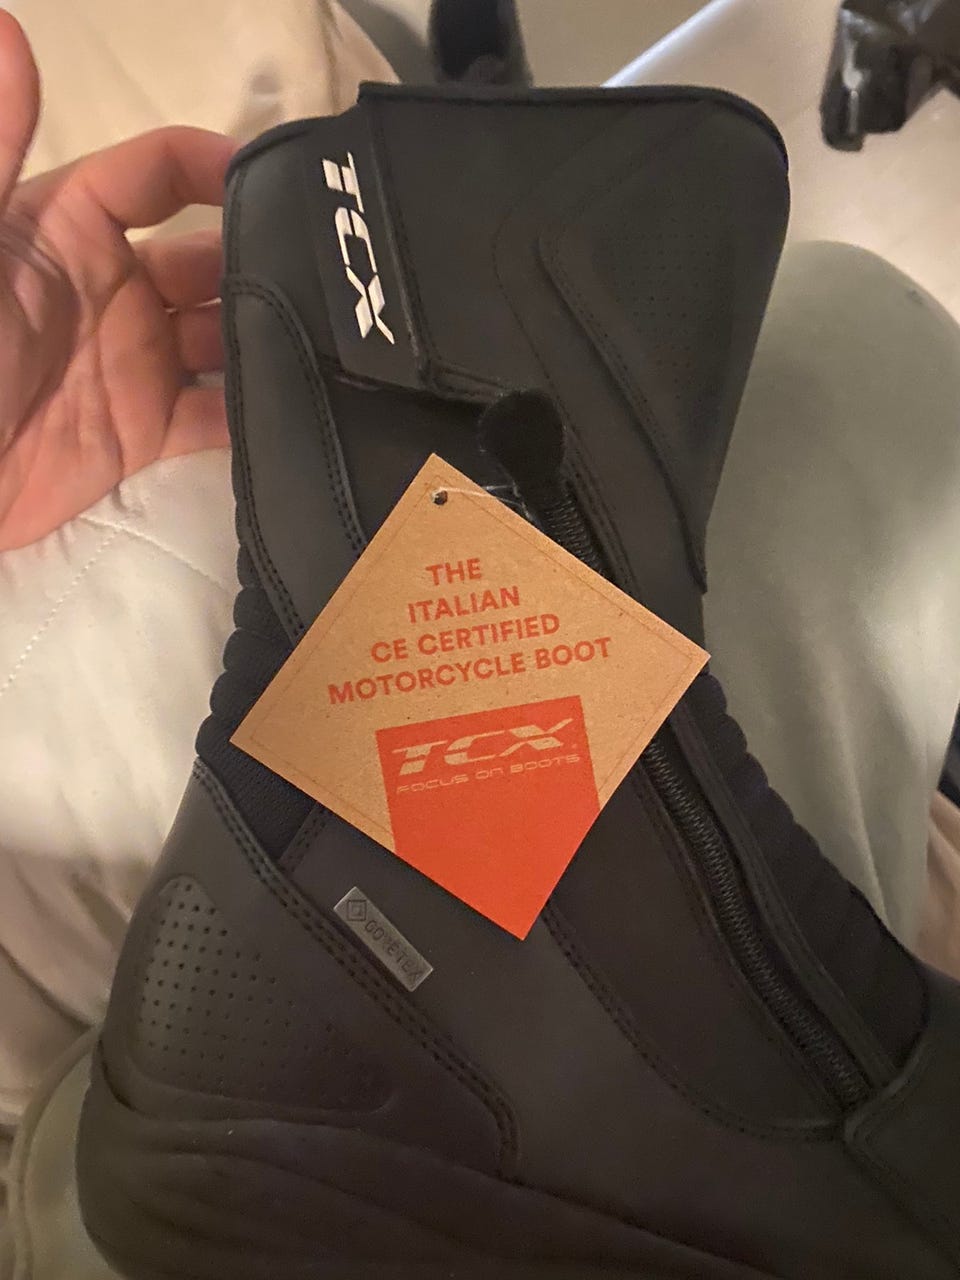 TCX
THE
ITALIAN
CE CERTIFIED
MOTORCYCLE BOOT
TCX
FOCUS ON BOOTS
GORE-TEX